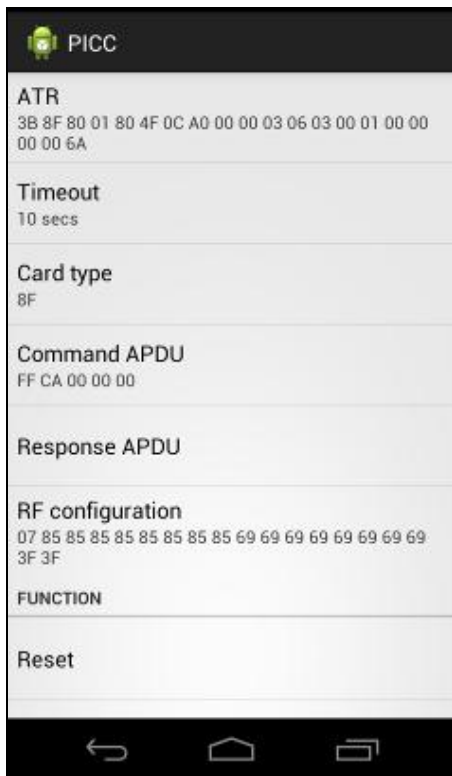 PICC
ATR
3B 8F 80 01 80 4F 0C A0 00 00 03 06 03 00 01 00 00
00 00 6A
Timeout
10 secs
Card type
8F
Command APDU
FF CA 00 00 00
Response APDU
RF configuration
07 85 85 85 85 85 85 85 85 69 69 69 69 69 69 69 69
3F 3F
FUNCTION
Reset